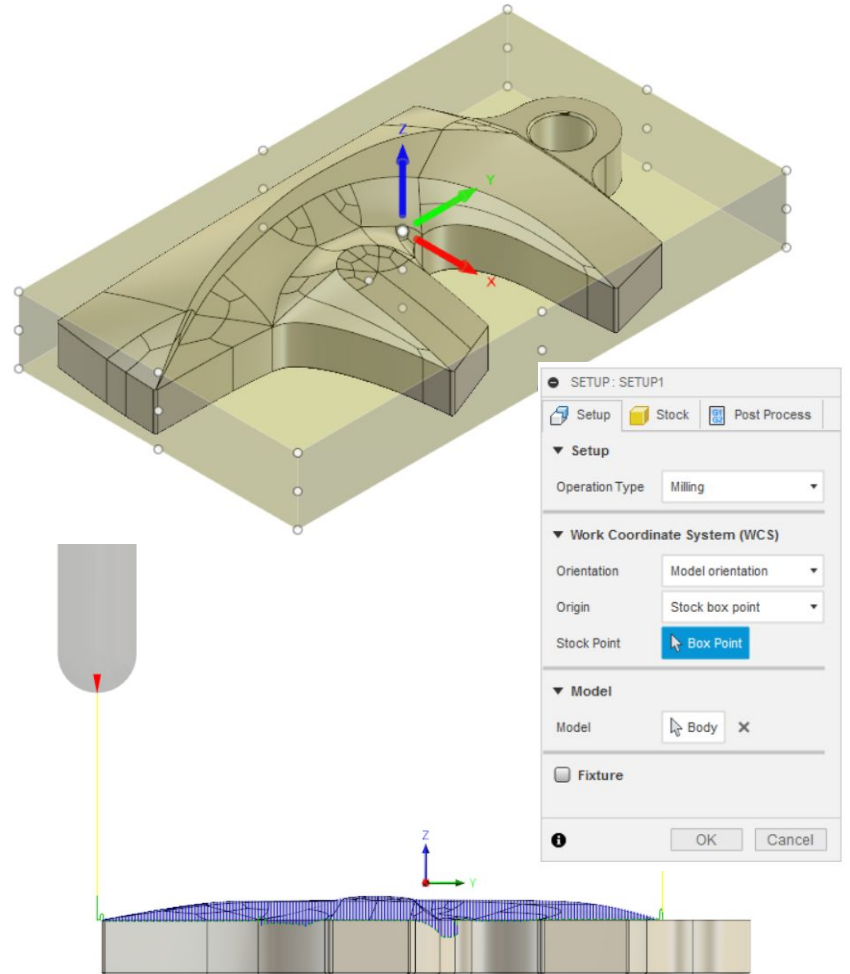 Z
Y
X
SETUP: SETUP1
Setup Stock Post Process
Setup
Operation Type Milling
Work Coordinate System (WCS)
Orientation Model orientation
Origin Stock box point
Stock Point Box Point
Model
Model Body
Fixture
OK Cancel
Z
Y